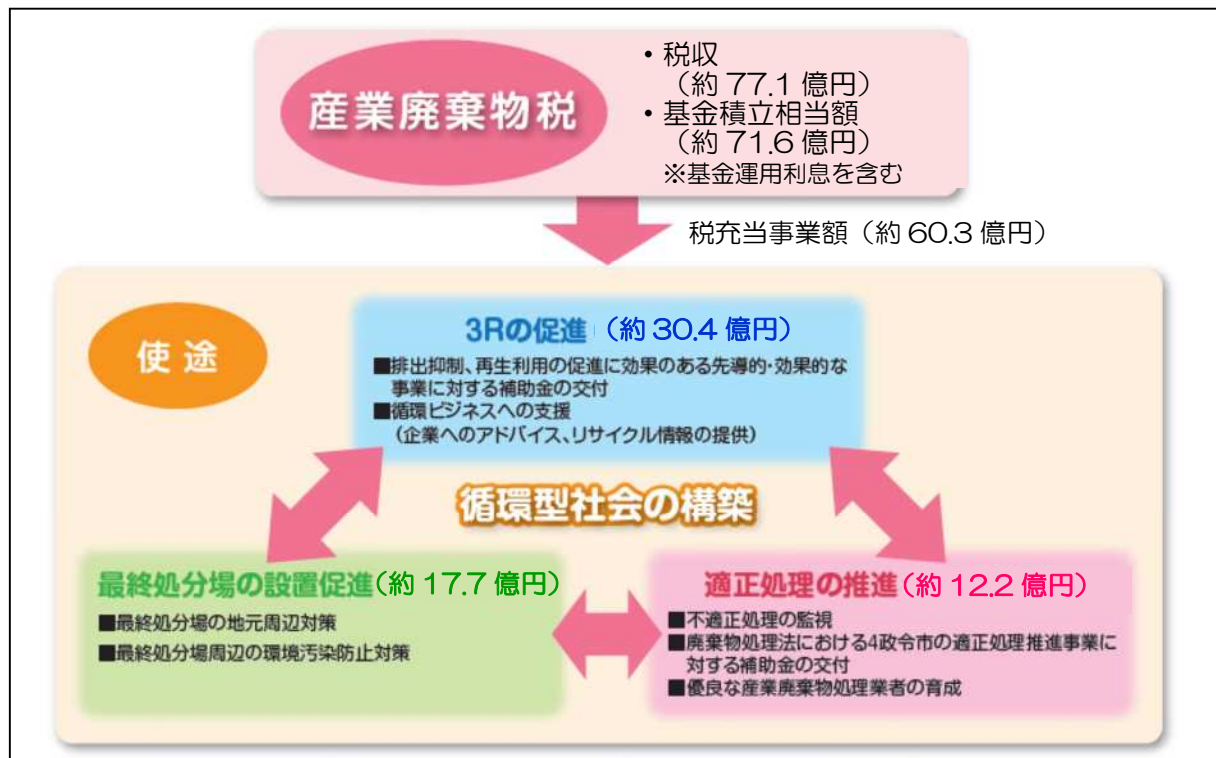 産業廃棄物税
・税収
（約 77.1 億円）
・基金積立相当額
（約 71.6 億円）
※基金運用利息を含む
税充当事業額（約 60.3 億円）
使途
3Rの促進（約 30.4 億円）
■排出抑制、再生利用の促進に効果のある先導的・効果的な
事業に対する補助金の交付
■循環ビジネスへの支援
（企業へのアドバイス、リサイクル情報の提供）
循環型社会の構築
最終処分場の設置促進（約 17.7 億円）
■最終処分場の地元周辺対策
■最終処分場周辺の環境汚染防止対策
適正処理の推進（約 12.2 億円）
■不適正処理の監視
■廃棄物処理法における4政令市の適正処理推進事業に
対する補助金の交付
■優良な産業廃棄物処理業者の育成